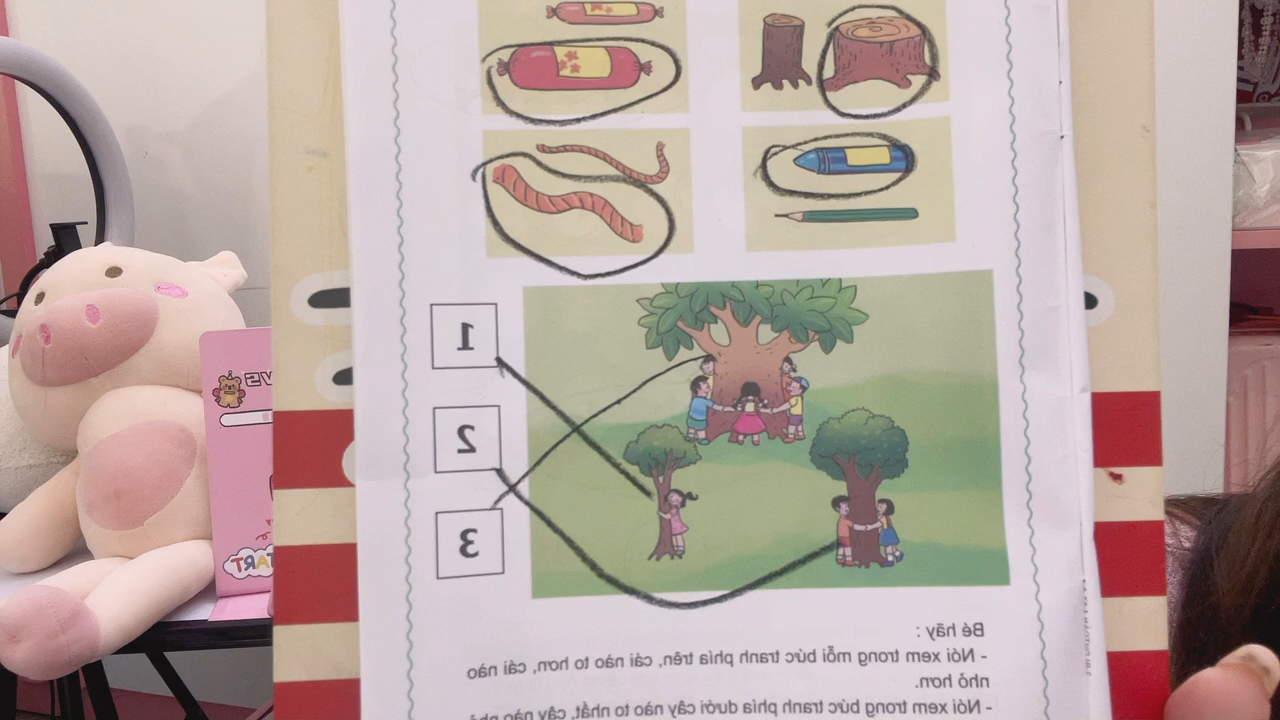 1
2
3
Bé hãy :
- Nói xem trong mỗi bức tranh phía trên, cái nào to hơn, cái nào
nhỏ hơn.
- Nói xem trong bức tranh phía dưới cây nào to nhất, cây nào